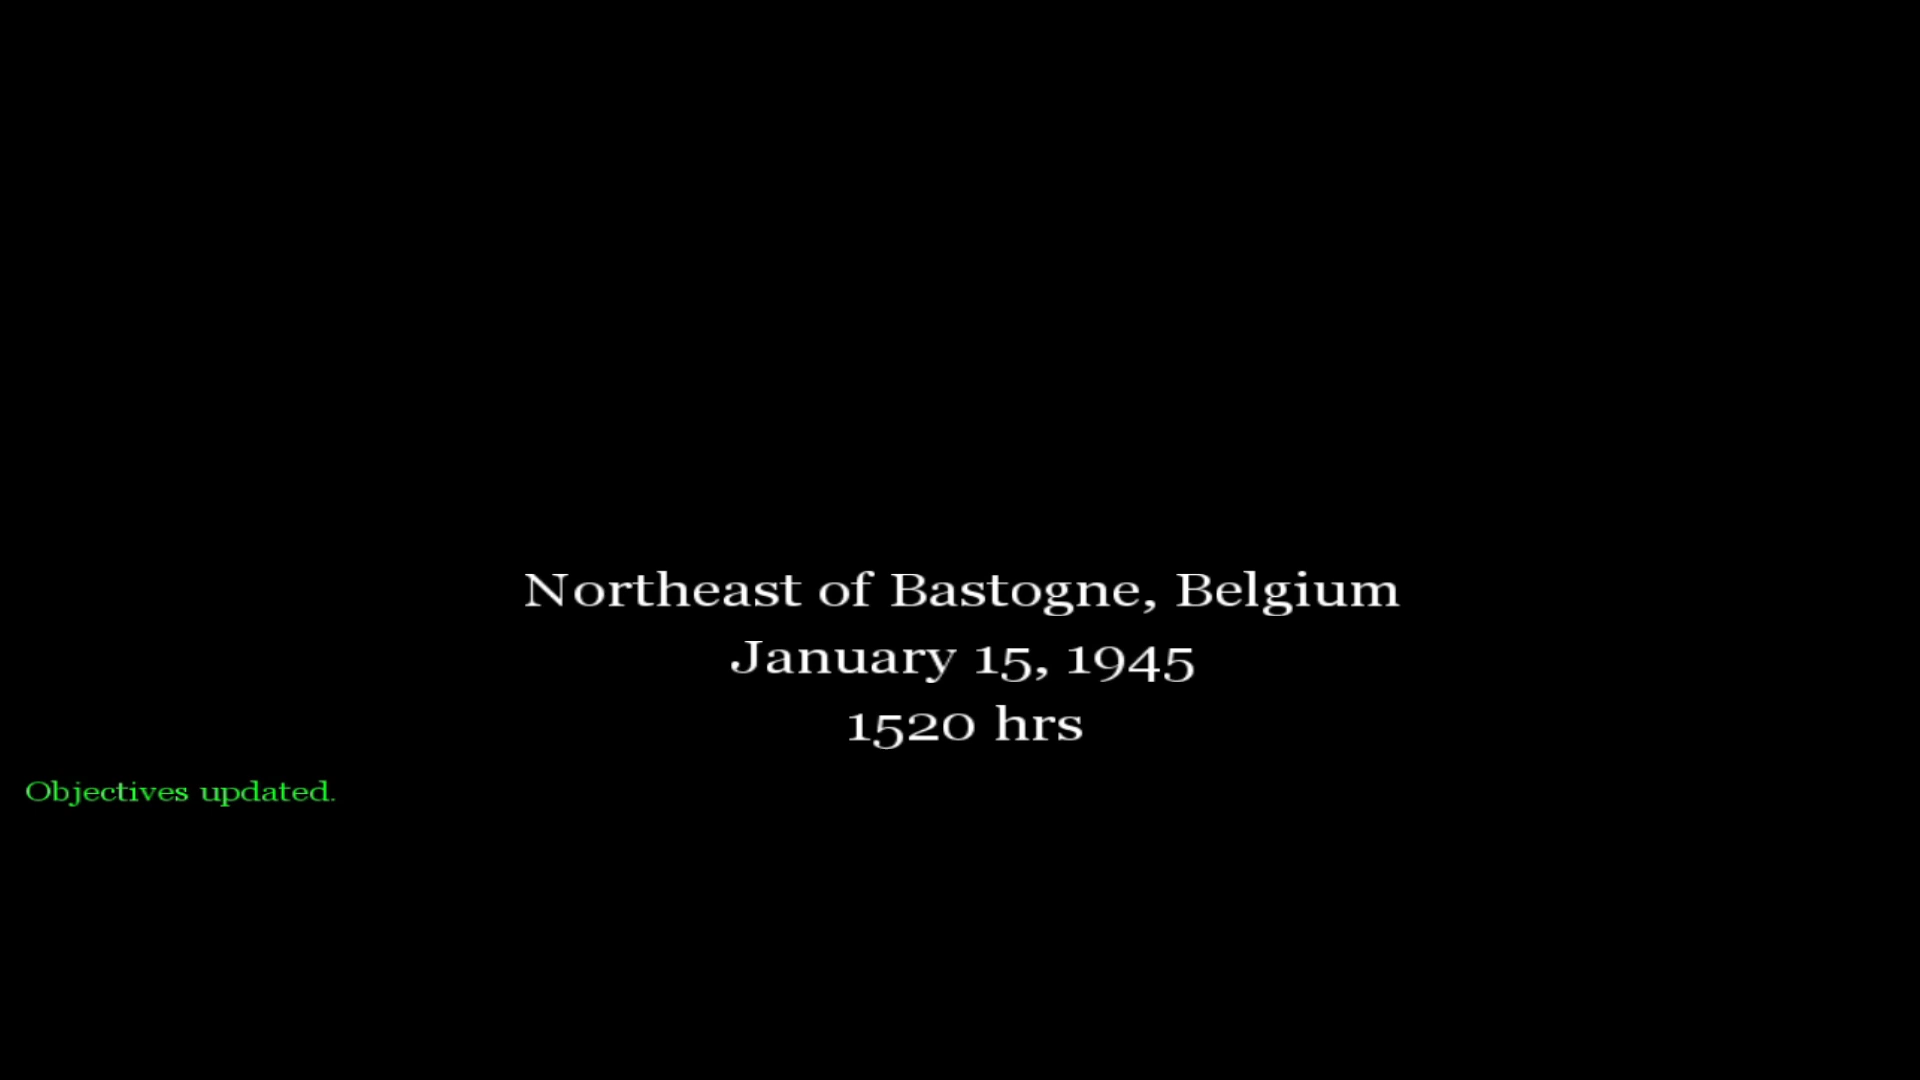 Northeast of Bastogne, Belgium
January 15, 1945
1520 hrs
Objectives updated.